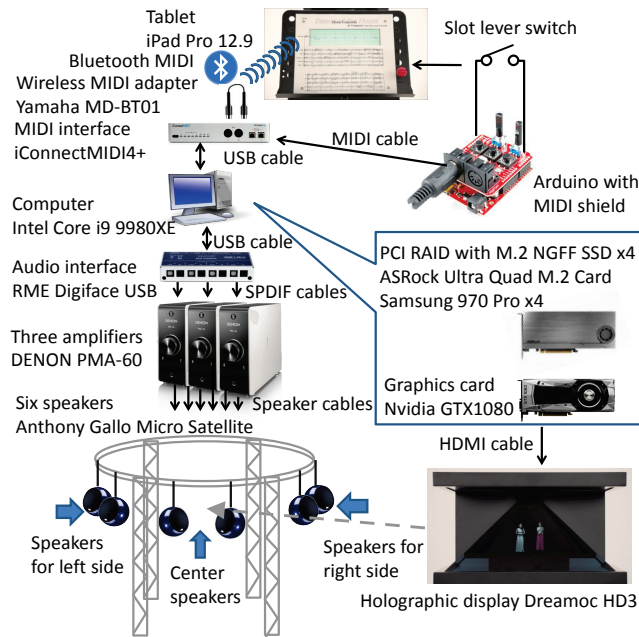 Tablet
iPad Pro 12.9
Bluetooth MIDI
Wireless MIDI adapter
Yamaha MD-BT01
MIDI interface
iConnectMIDI4+
Slot lever switch
MIDI cable
USB cable
Arduino with
MIDI shield
Computer
Intel Core i9 9980XE
USB cable
Audio interface
RME Digiface USB
SPDIF cables
PCI RAID with M.2 NGFF SSD x4
ASRock Ultra Quad M.2 Card
Samsung 970 Pro x4
Three amplifiers
DENON PMA-60
DENON
DENON
DENON
Graphics card
Nvidia GTX1080
Six speakers
Speaker cables
Anthony Gallo Micro Satellite
HDMI cable
Speakers
for left side
Center
speakers
Speakers for
right side
Holographic display Dreamoc HD3